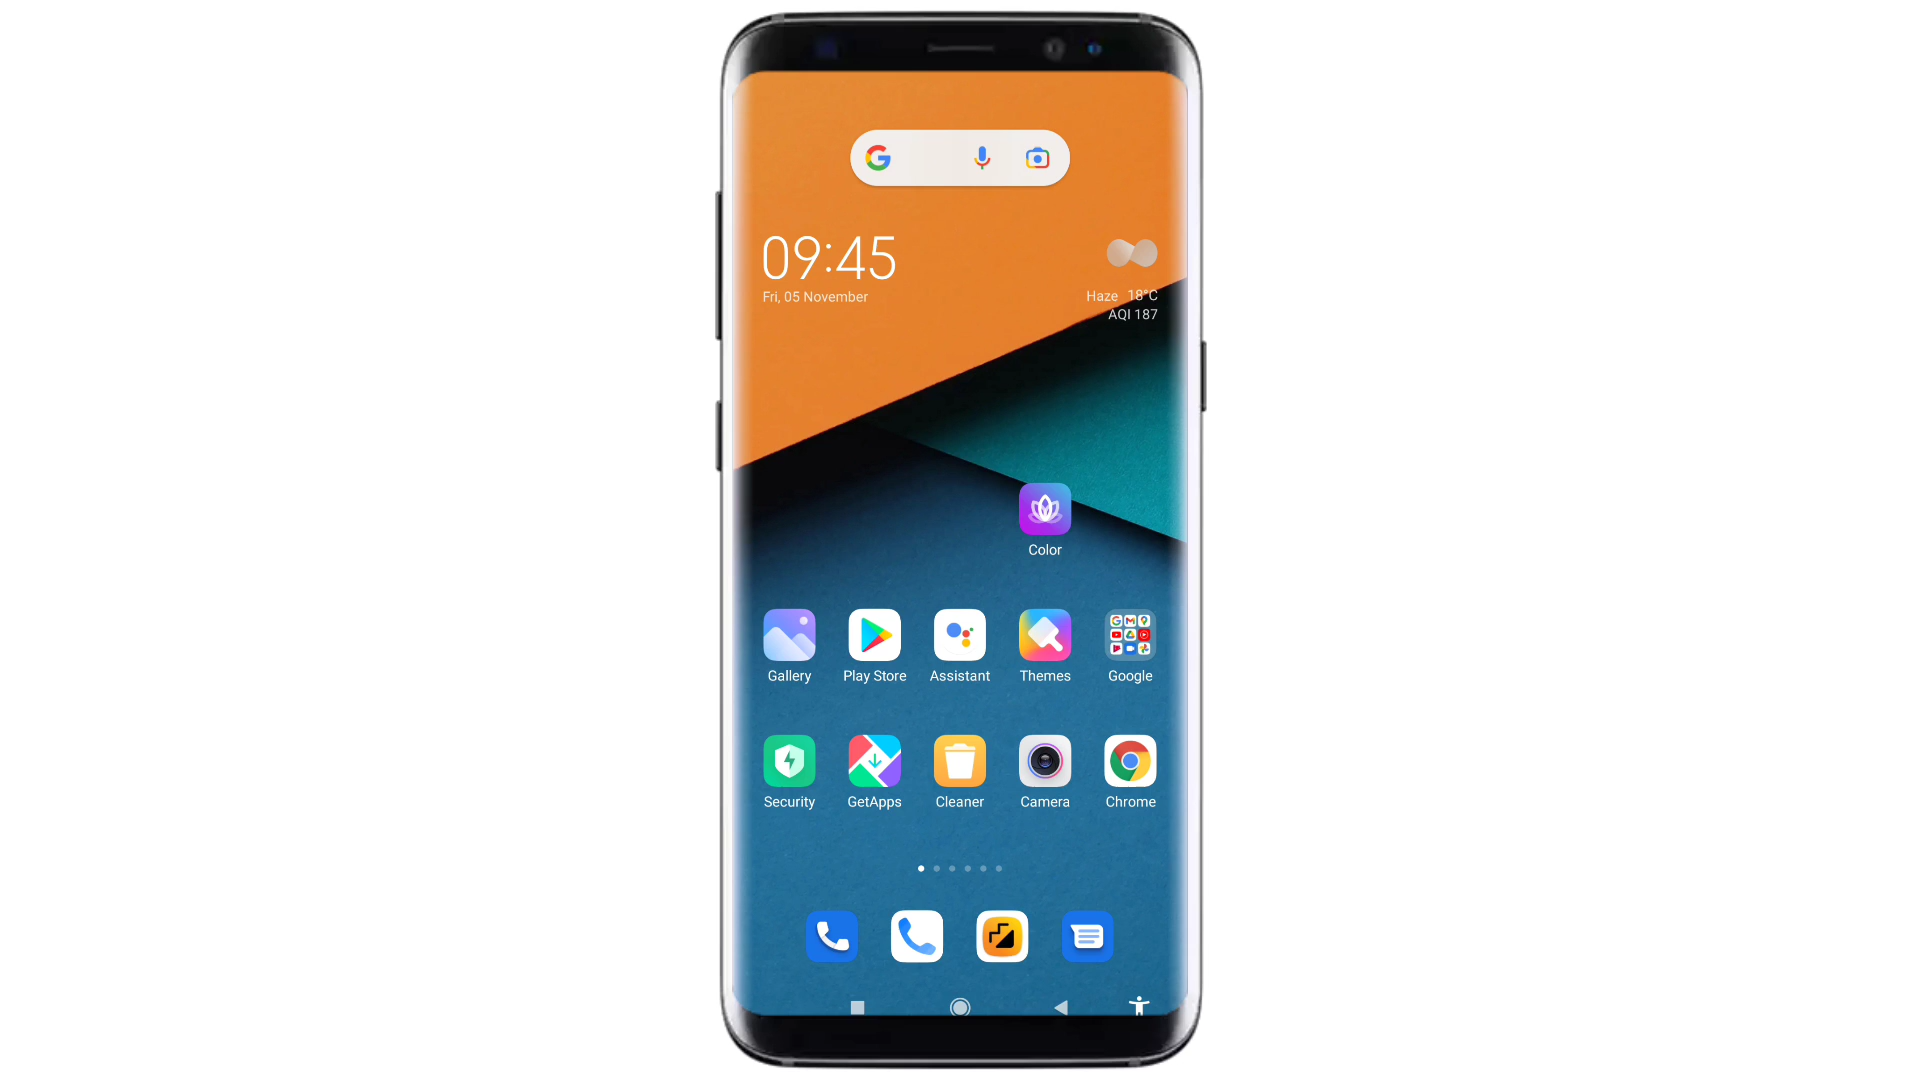 09:45
Fri, 05 November
Haze 18°C
AQI 187
Color
Gallery Play Store Assistant Themes Google
Security GetApps Cleaner Camera Chrome